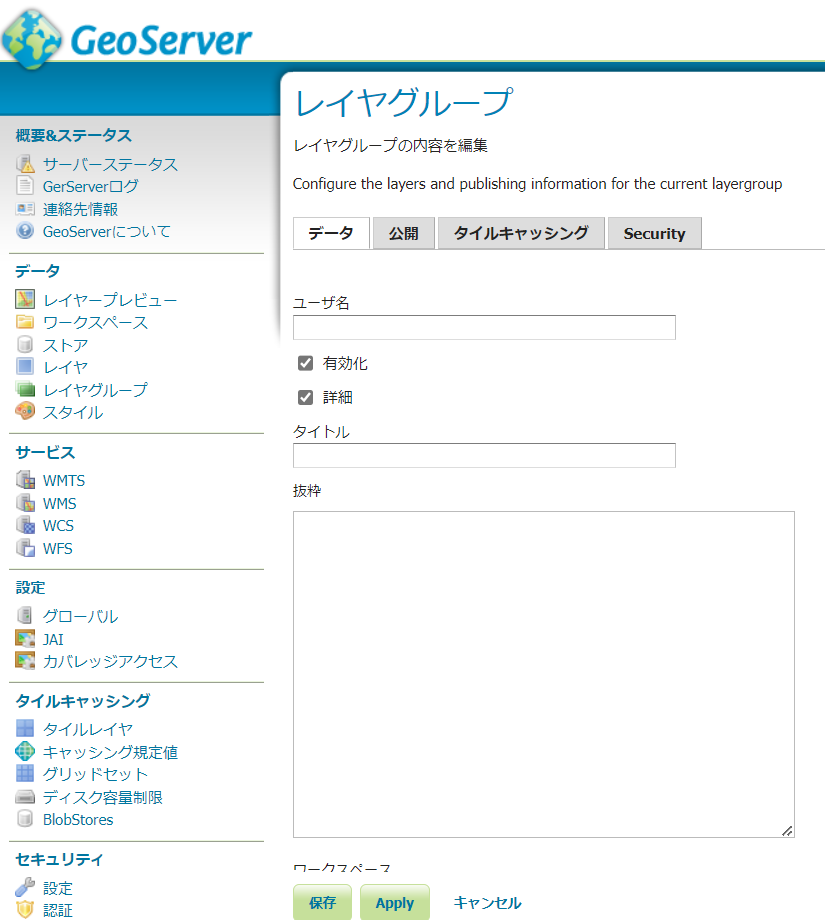 GeoServer
概要&ステータス
サーバーステータス
GerServerログ
連絡先情報
GeoServerについて
データ
レイヤープレビュー
ワークスペース
ストア
レイヤ
レイヤグループ
スタイル
サービス
WMTS
WMS
WCS
WFS
設定
グローバル
JAI
カバレッジアクセス
タイルキャッシング
タイルレイヤ
キャッシング規定値
グリッドセット
ディスク容量制限
BlobStores
セキュリティ
設定
認証
レイヤグループ
レイヤグループの内容を編集
Configure the layers and publishing information for the current layergroup
データ 公開 タイルキャッシング Security
ユーザ名
有効化
詳細
タイトル
抜粋
ワークスペース
保存 Apply キャンセル